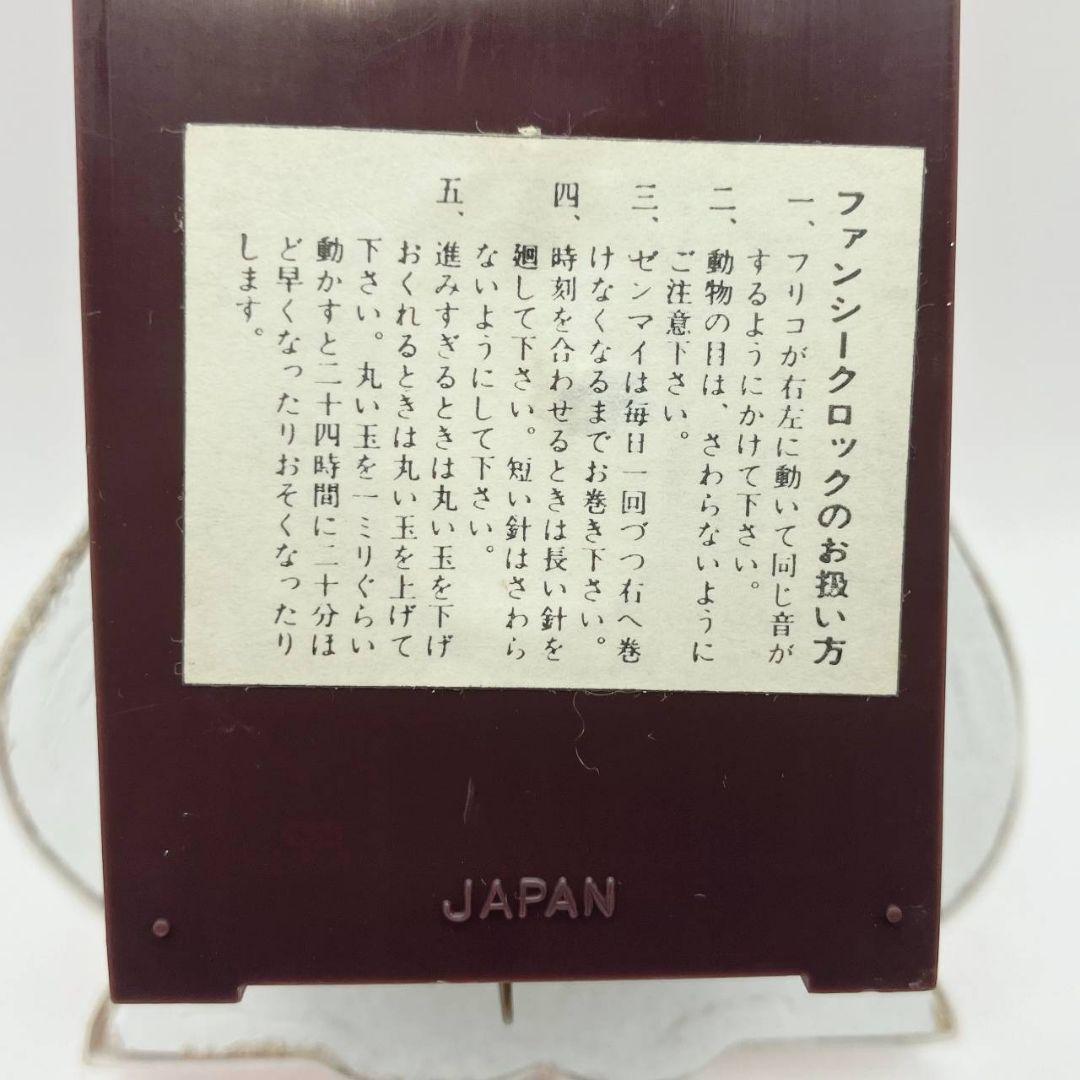 ファンシークロックのお扱い方
一、フリコが右左に動いて同じ音が
するようにかけて下さい。
二、動物の目は、さわらないように
ご注意下さい。
三、ゼンマイは毎日一回づつ右へ巻
けなくなるまでお巻き下さい。
四、時刻を合わせるときは長い針を
廻して下さい。短い針はさわら
ないようにして下さい。
五、進みすぎるときは丸い玉を下げ
おくれるときは丸い玉を上げて
下さい。丸い玉を一ミリぐらい
動かすと二十四時間に二十分ほ
ど早くなったりおそくなったり
します。
JAPAN